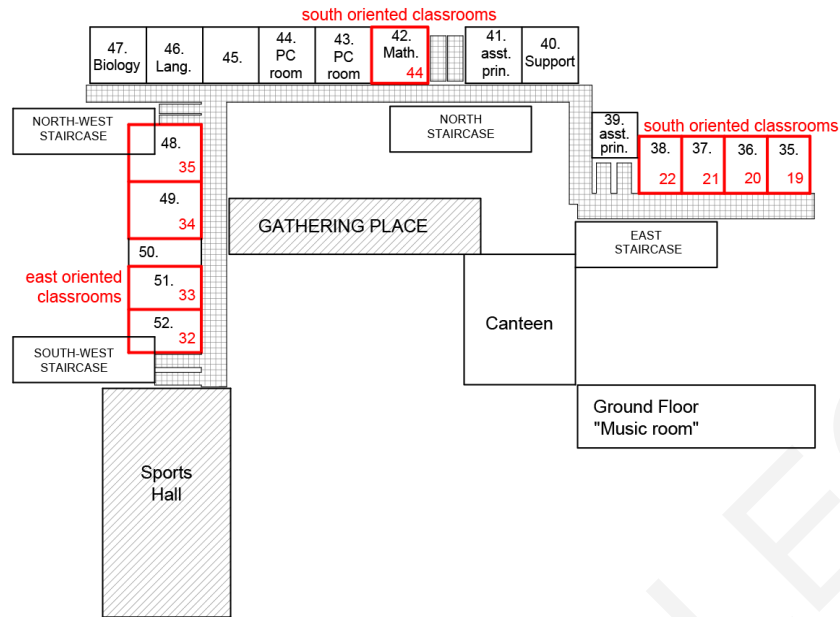 south oriented classrooms
47.
Biology
46.
Lang.
45.
44.
PC
room
43.
PC
room
42.
Math.
44
41.
asst.
prin.
40.
Support
NORTH-WEST
STAIRCASE
NORTH
STAIRCASE
39.
asst.
prin.
south oriented classrooms
38.
22
37.
21
36.
20
35.
19
48.
35
49.
34
GATHERING PLACE
EAST
STAIRCASE
50.
east oriented
classrooms
51.
33
52.
32
Canteen
SOUTH-WEST
STAIRCASE
Ground Floor
"Music room"
Sports
Hall